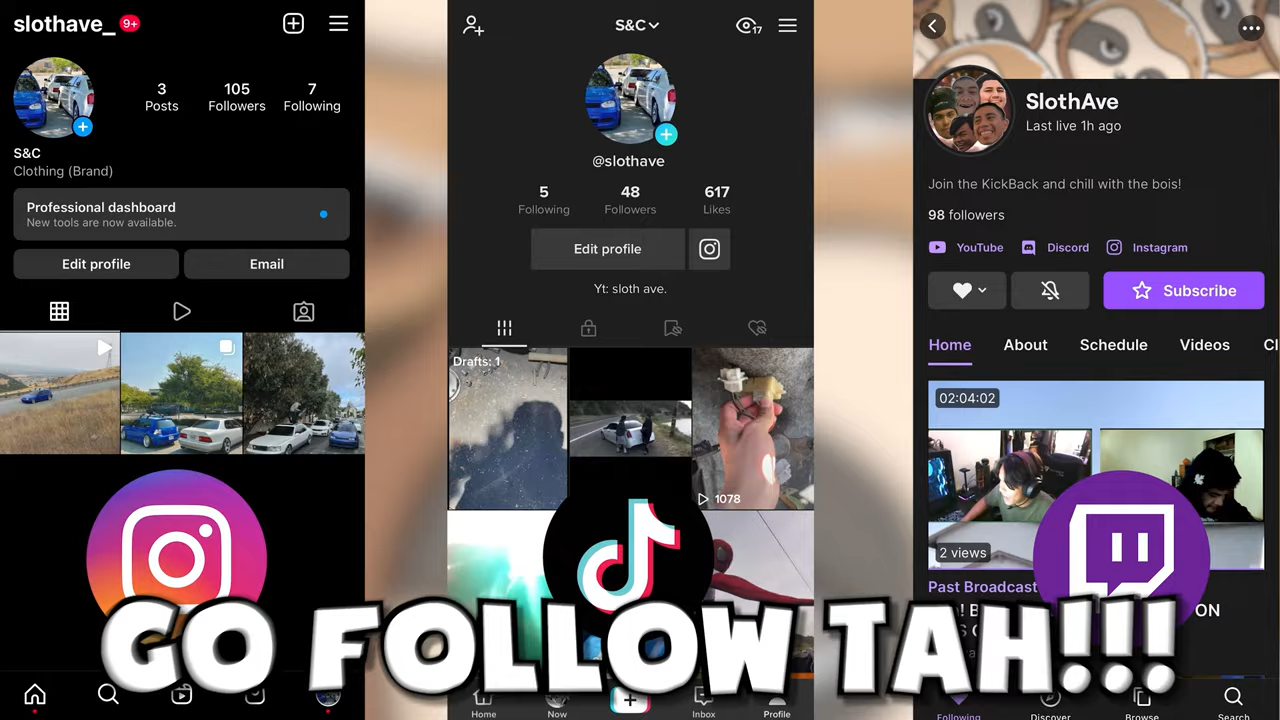 slothave_ 9+
3 105 7
Posts Followers Following
S&C
Clothing (Brand)
Professional dashboard
New tools are now available.
Edit profile Email
S&C 17
@slothave
5 48 617
Following Followers Likes
Edit profile
Yt: sloth ave.
Drafts: 1
1078
Home Now Inbox Profile
SlothAve
Last live 1h ago
Join the KickBack and chill with the bois!
98 followers
YouTube Discord Instagram
Subscribe
Home About Schedule Videos Cl
02:04:02
2 views
Past Broadcast
ON
Following Discover Browse Search
GO FOLLOW TAH!!!